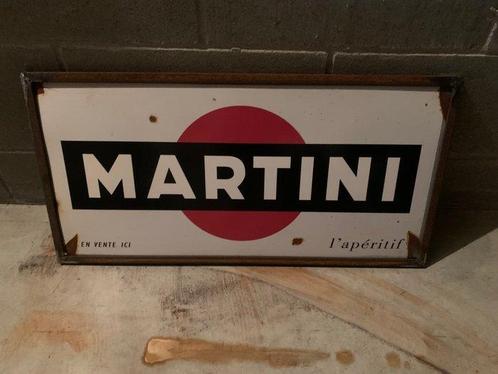 MARTINI
EN VENTE ICI
l'apéritif